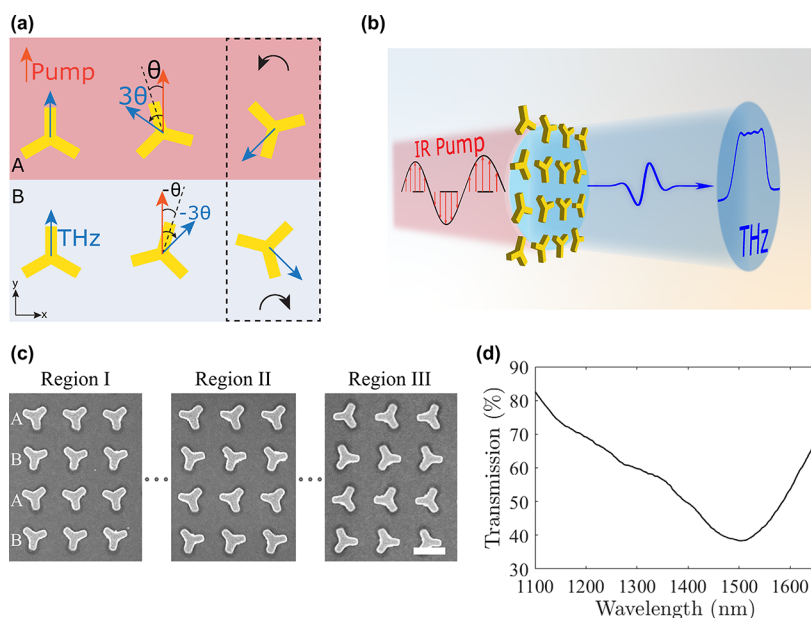 (a)
Pump
θ
3θ
A
B
THz
-θ
-3θ
y
x
(b)
IR Pump
THz
(c)
Region I
Region II
Region III
A
B
A
B
(d)
Transmission (%)
90
80
70
60
50
40
30
1100
1200
1300
1400
1500
1600
Wavelength (nm)